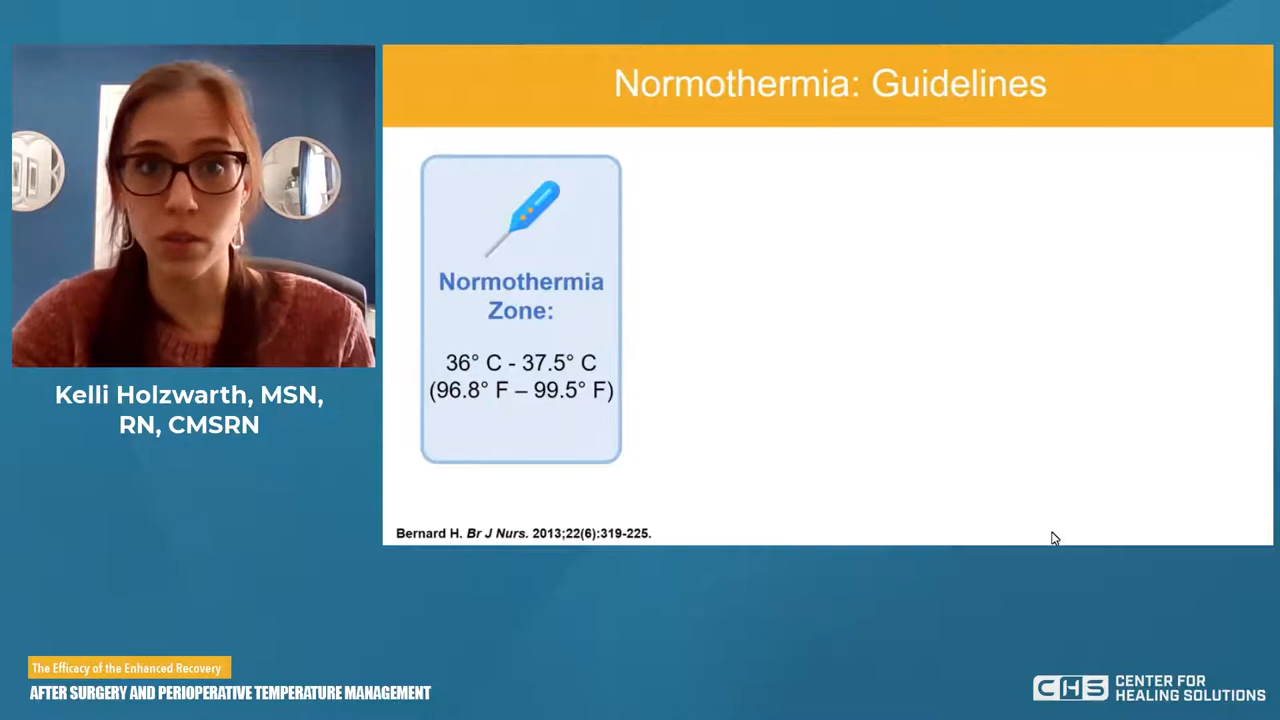 Normothermia: Guidelines
Normothermia
Zone:
36° C - 37.5° C
(96.8° F – 99.5° F)
Bernard H. Br J Nurs. 2013;22(6):319-225.
Kelli Holzwarth, MSN,
RN, CMSRN
The Efficacy of the Enhanced Recovery
AFTER SURGERY AND PERIOPERATIVE TEMPERATURE MANAGEMENT
CHS
CENTER FOR
HEALING SOLUTIONS